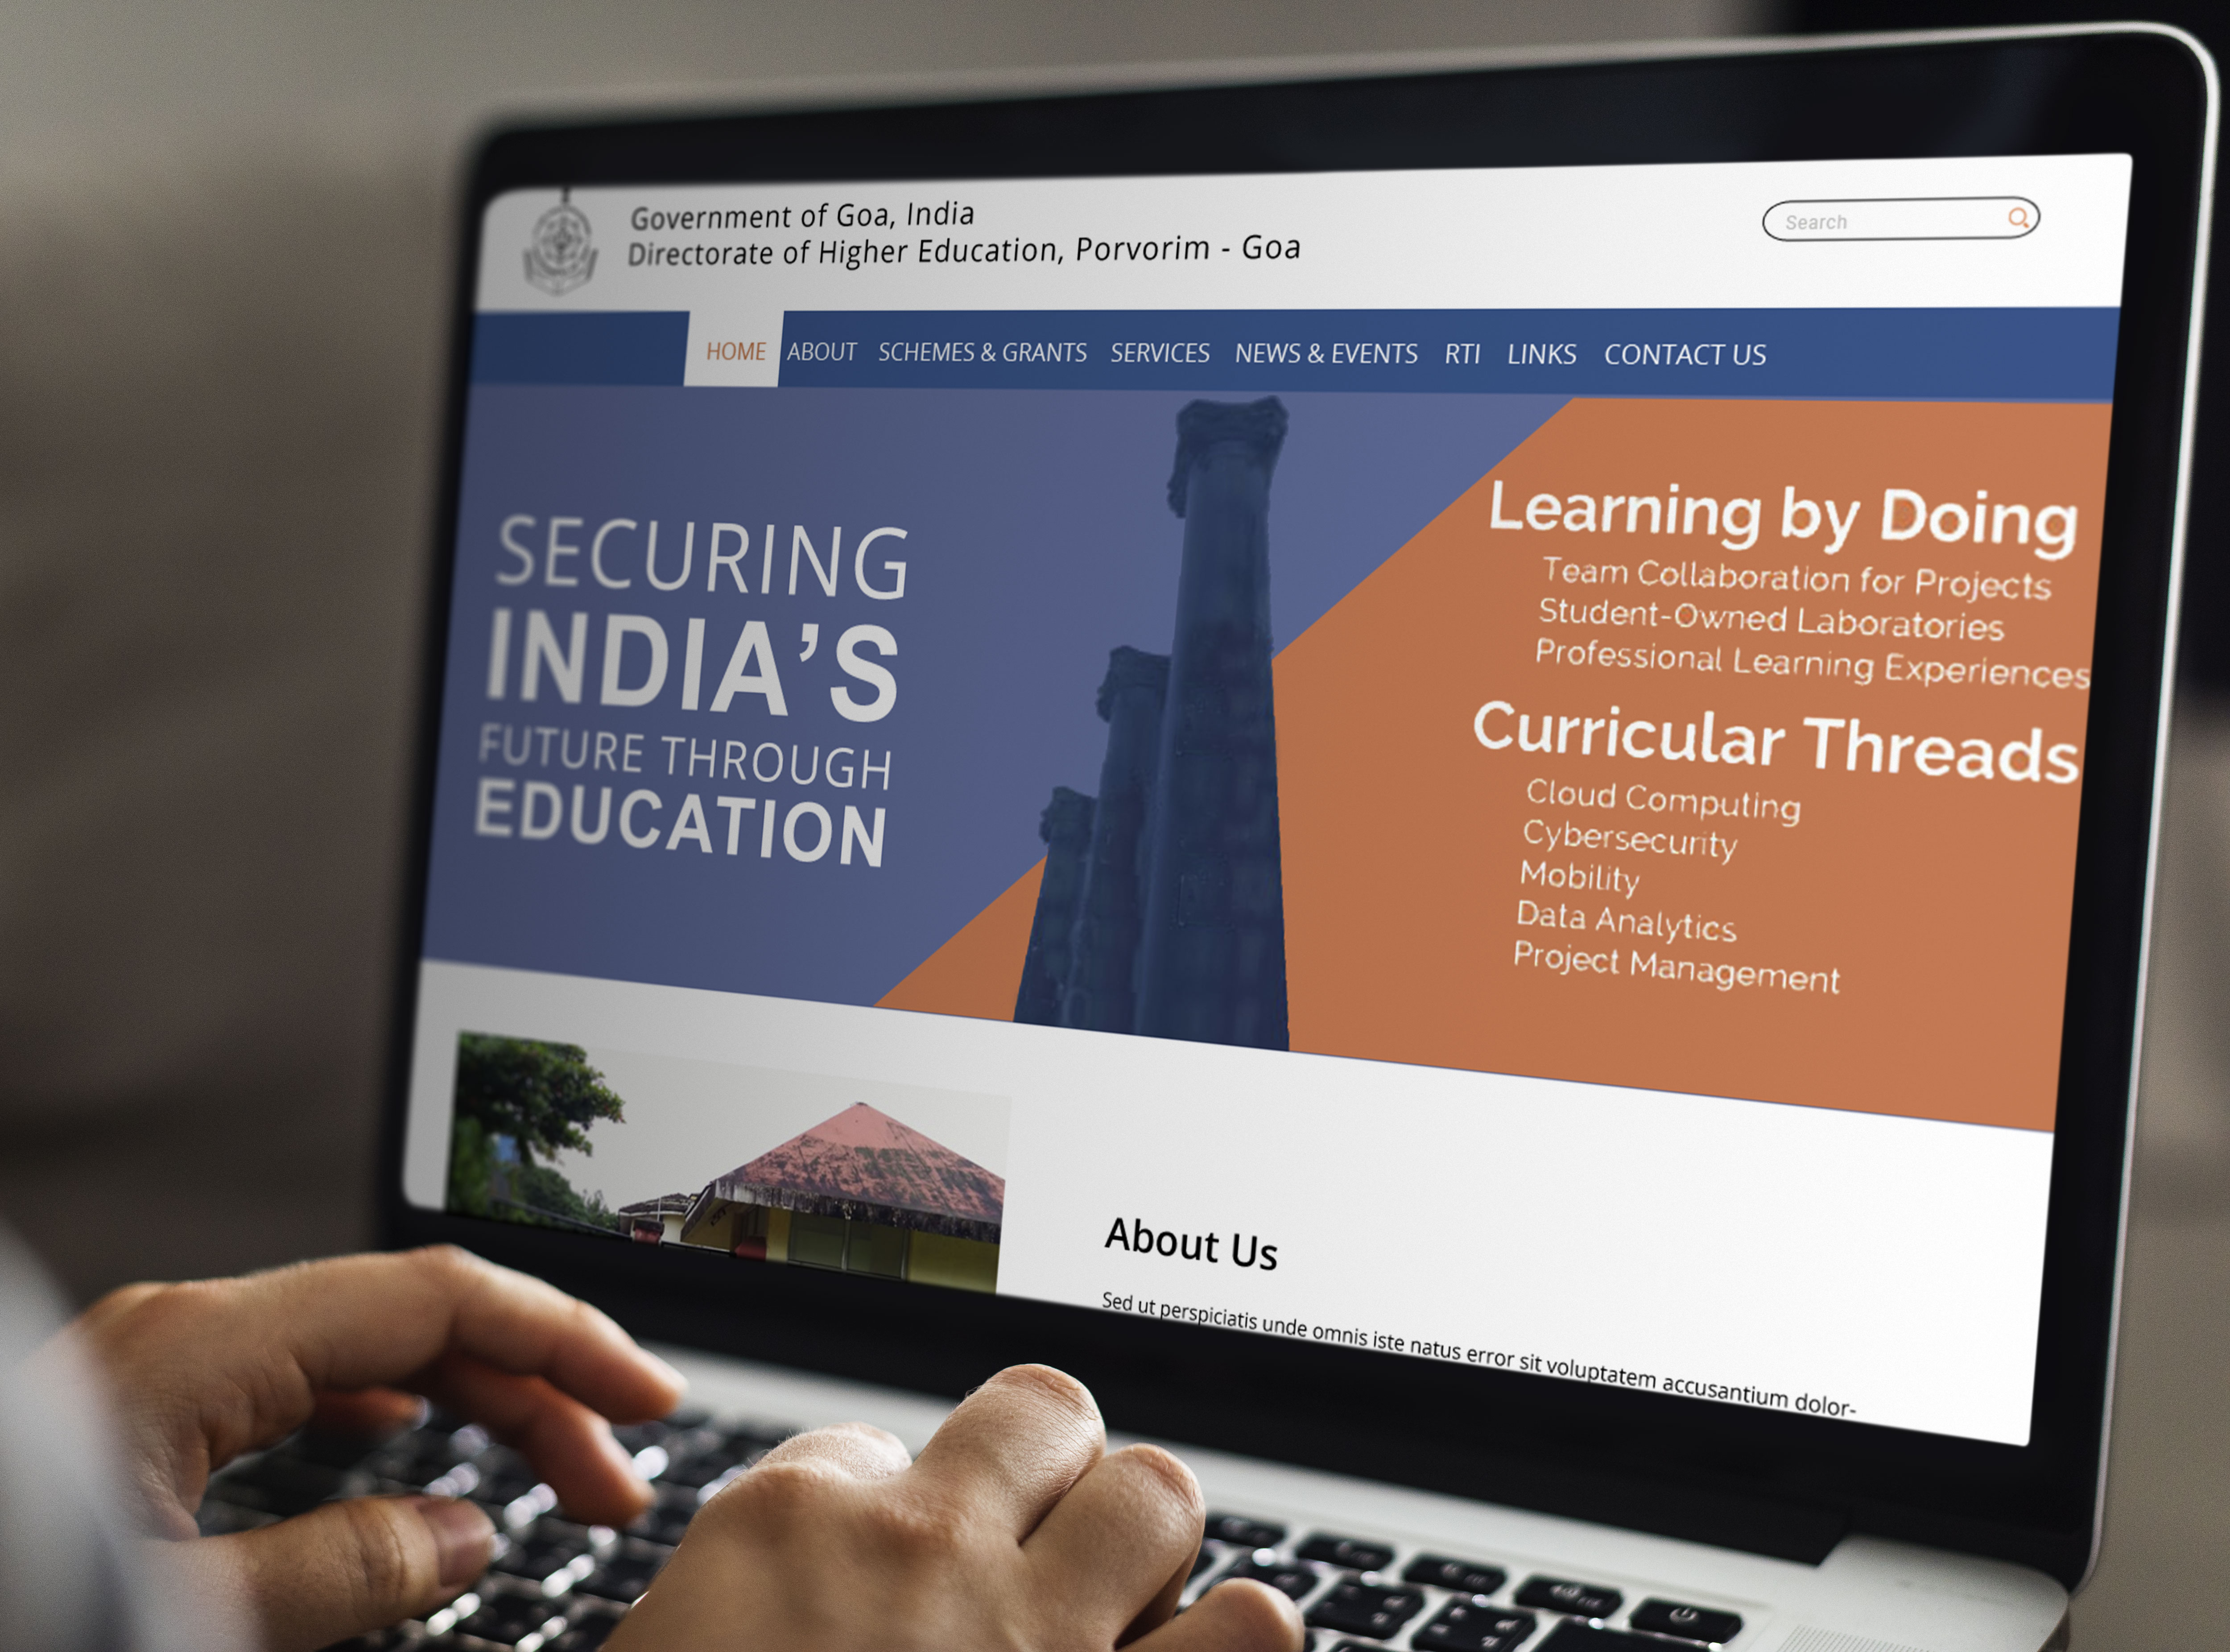 Government of Goa, India
Directorate of Higher Education, Porvorim - Goa
Search
HOME ABOUT SCHEMES & GRANTS SERVICES NEWS & EVENTS RTI LINKS CONTACT US
SECURING
INDIA'S
FUTURE THROUGH
EDUCATION
Learning by Doing
Team Collaboration for Projects
Student-Owned Laboratories
Professional Learning Experiences
Curricular Threads
Cloud Computing
Cybersecurity
Mobility
Data Analytics
Project Management
About Us
Sed ut perspiciatis unde omnis iste natus error sit voluptatem accusantium dolor-